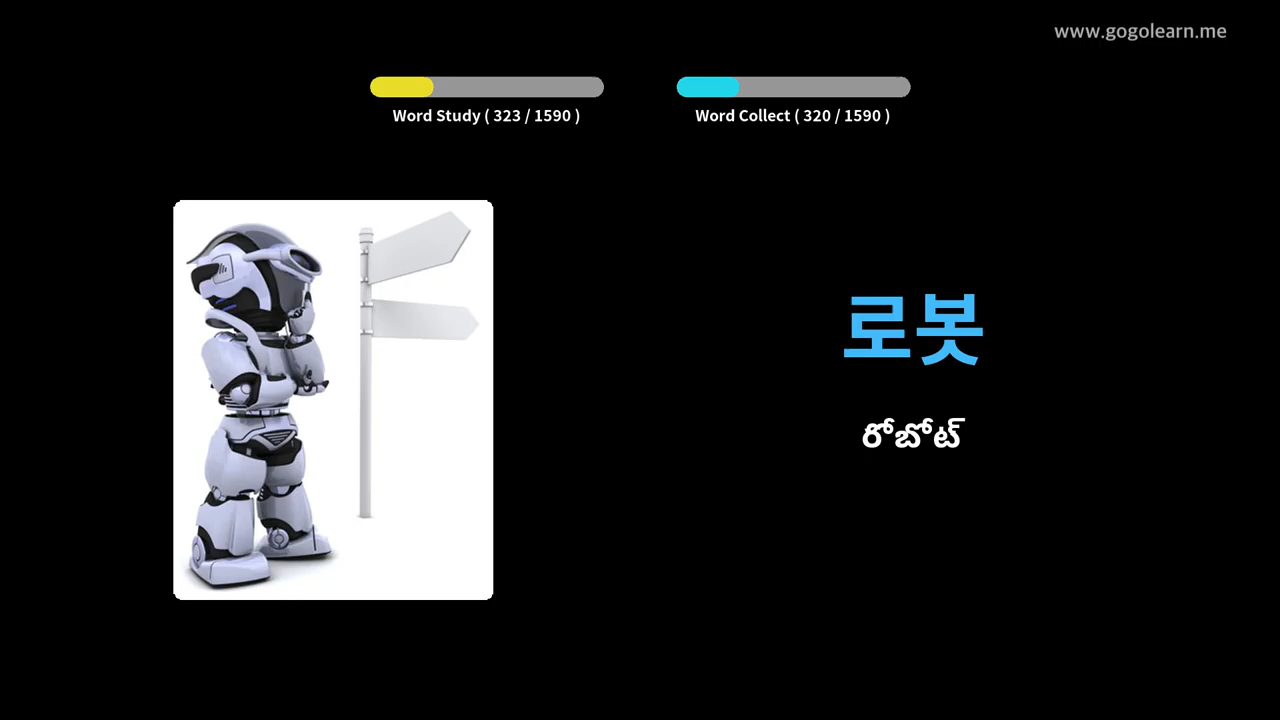 www.gogolearn.me
Word Study ( 323 / 1590 )
Word Collect ( 320 / 1590 )
로봇
రోబోట్